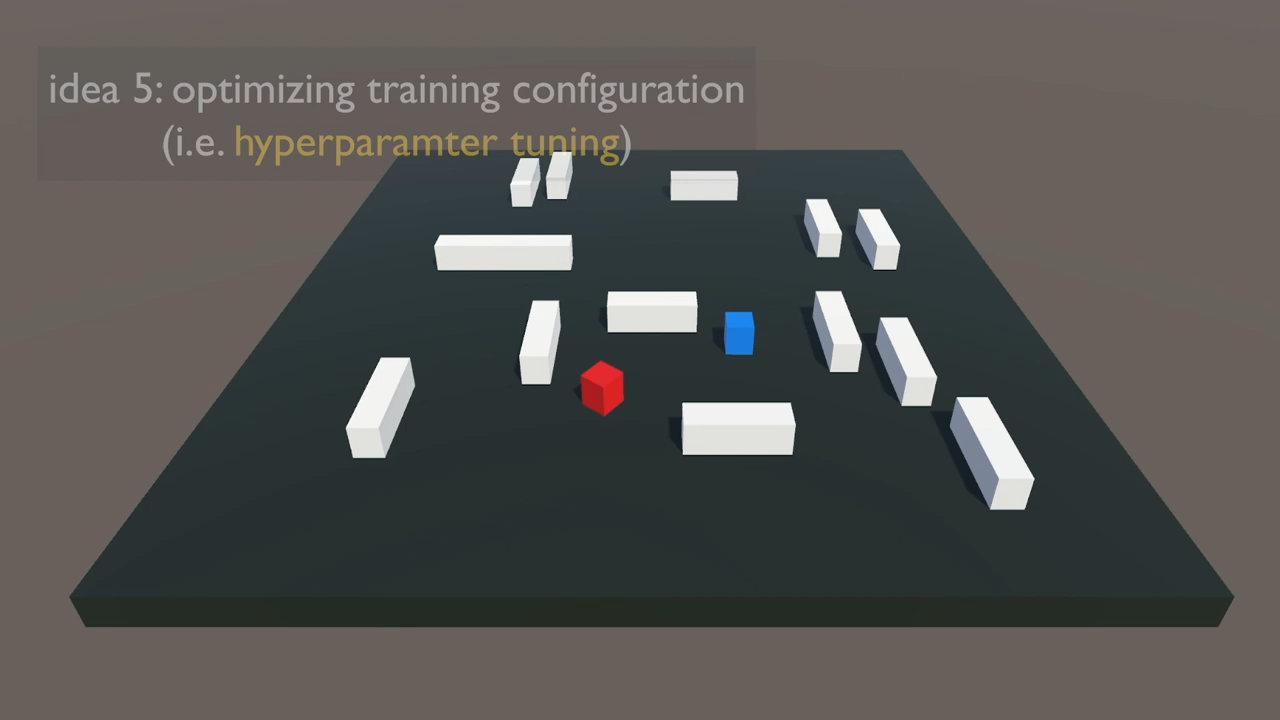 idea 5: optimizing training configuration
(i.e. hyperparamter tuning)